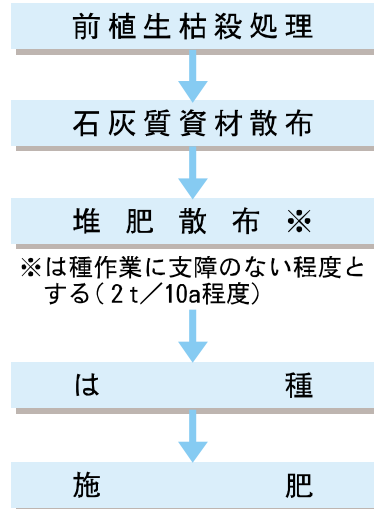 前植生枯殺処理
石灰質資材散布
堆肥散布※
※は種作業に支障のない程度と
する(2t／10a程度)
は種
施肥